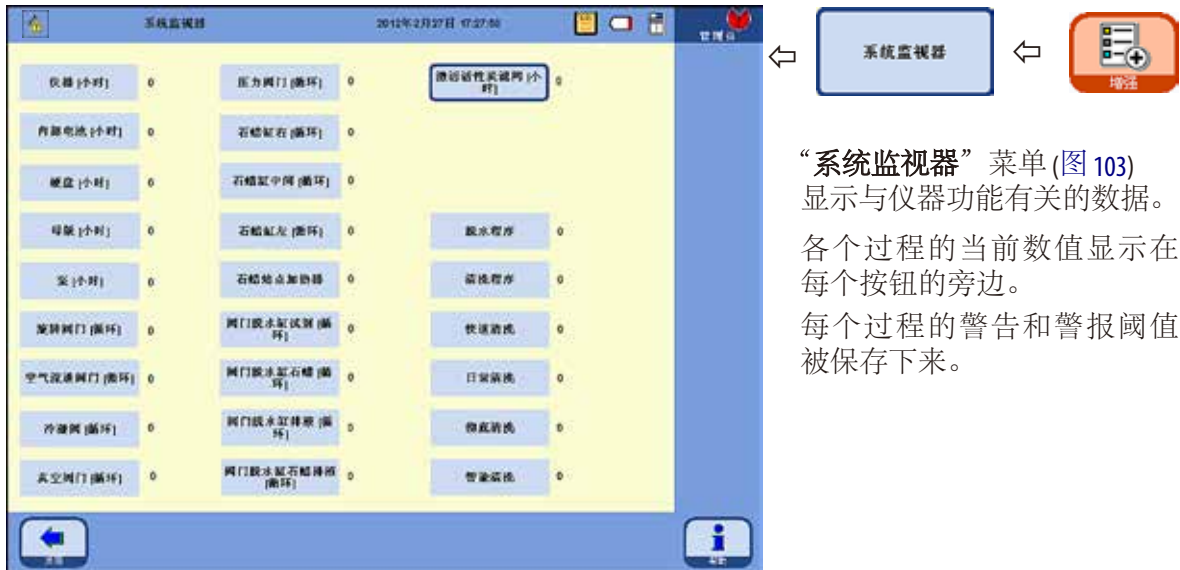 系统监视器 2012年2月27日 17:27:50 管理员
仪器 [小时] 0 压力阀门 [循环] 0 激活活性炭滤网 [小时] 0
内部电池 [小时] 0 石蜡缸右 [循环] 0
硬盘 [小时] 0 石蜡缸中间 [循环] 0
母板 [小时] 0 石蜡缸左 [循环] 0 脱水程序 0
泵 [小时] 0 石蜡站点加热器 0 清洗程序 0
旋转阀门 [循环] 0 阀门脱水缸试剂 [循环] 0 快速清洗 0
空气流通阀门 [循环] 0 阀门脱水缸石蜡 [循环] 0 日常清洗 0
冷凝阀 [循环] 0 阀门脱水缸排液 [循环] 0 彻底清洗 0
真空阀门 [循环] 0 阀门脱水缸石蜡排液 [循环] 0 智能清洗 0
系统监视器
增强
“系统监视器”菜单 (图 103)
显示与仪器功能有关的数据。
各个过程的当前数值显示在
每个按钮的旁边。
每个过程的警告和警报阈值
被保存下来。